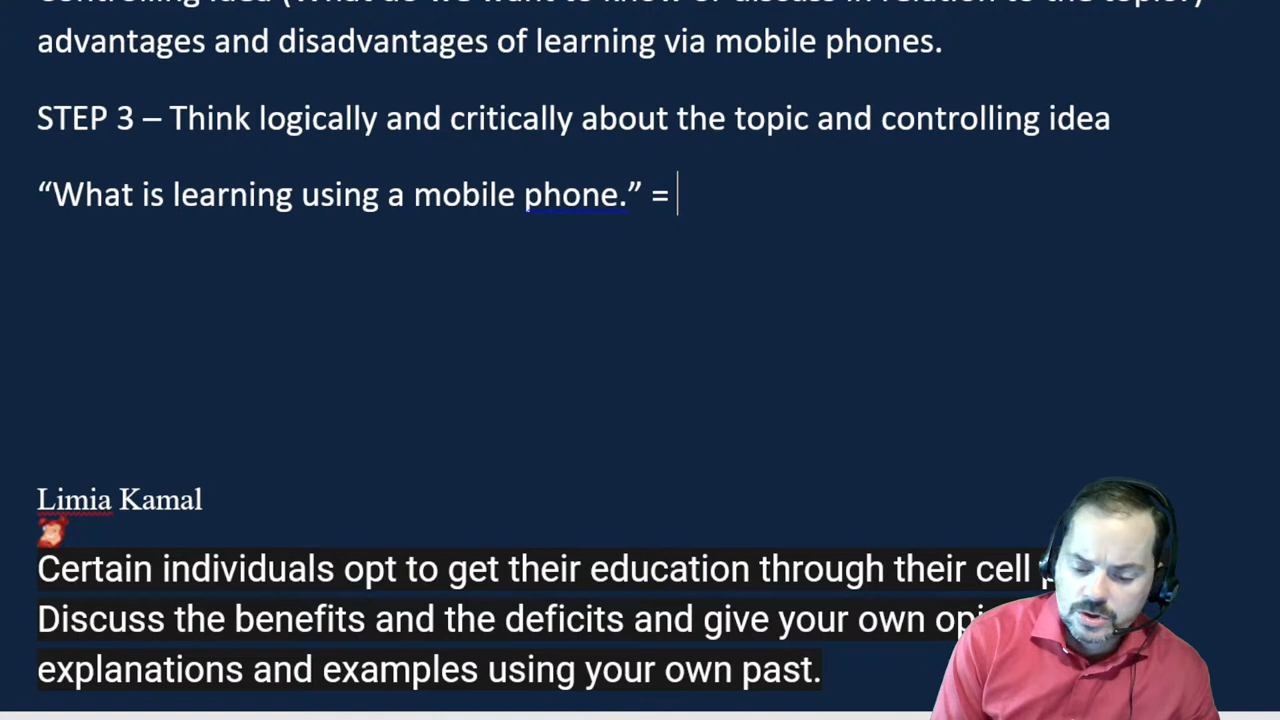 Controlling idea (What do we want to know or discuss in relation to the topic?)
advantages and disadvantages of learning via mobile phones.
STEP 3 – Think logically and critically about the topic and controlling idea
“What is learning using a mobile phone.” =
Limia Kamal
Certain individuals opt to get their education through their cell
Discuss the benefits and the deficits and give your own
explanations and examples using your own past.